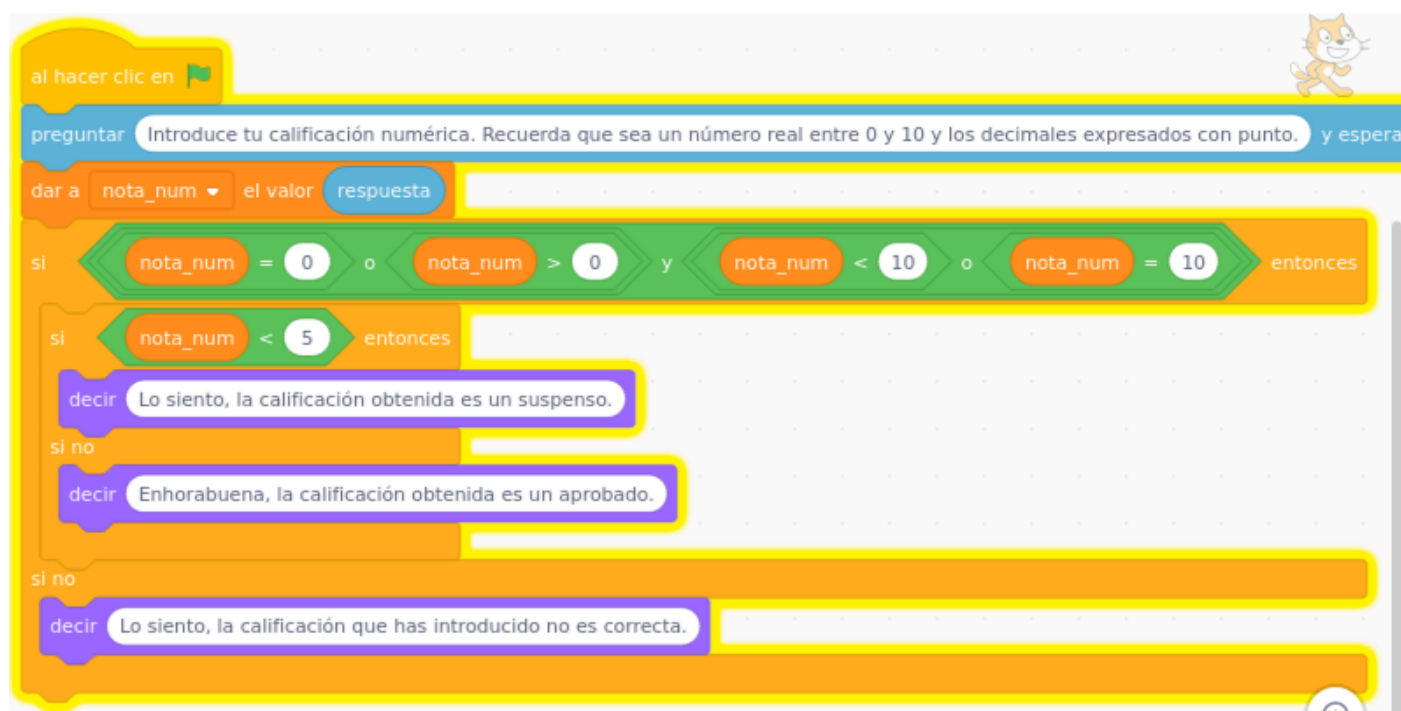 al hacer clic en
preguntar Introduce tu calificación numérica. Recuerda que sea un número real entre 0 y 10 y los decimales expresados con punto. y espera
dar a nota_num el valor respuesta
si nota_num = 0 o nota_num > 0 y nota_num < 10 o nota_num = 10 entonces
si nota_num < 5 entonces
decir Lo siento, la calificación obtenida es un suspenso.
si no
decir Enhorabuena, la calificación obtenida es un aprobado.
si no
decir Lo siento, la calificación que has introducido no es correcta.